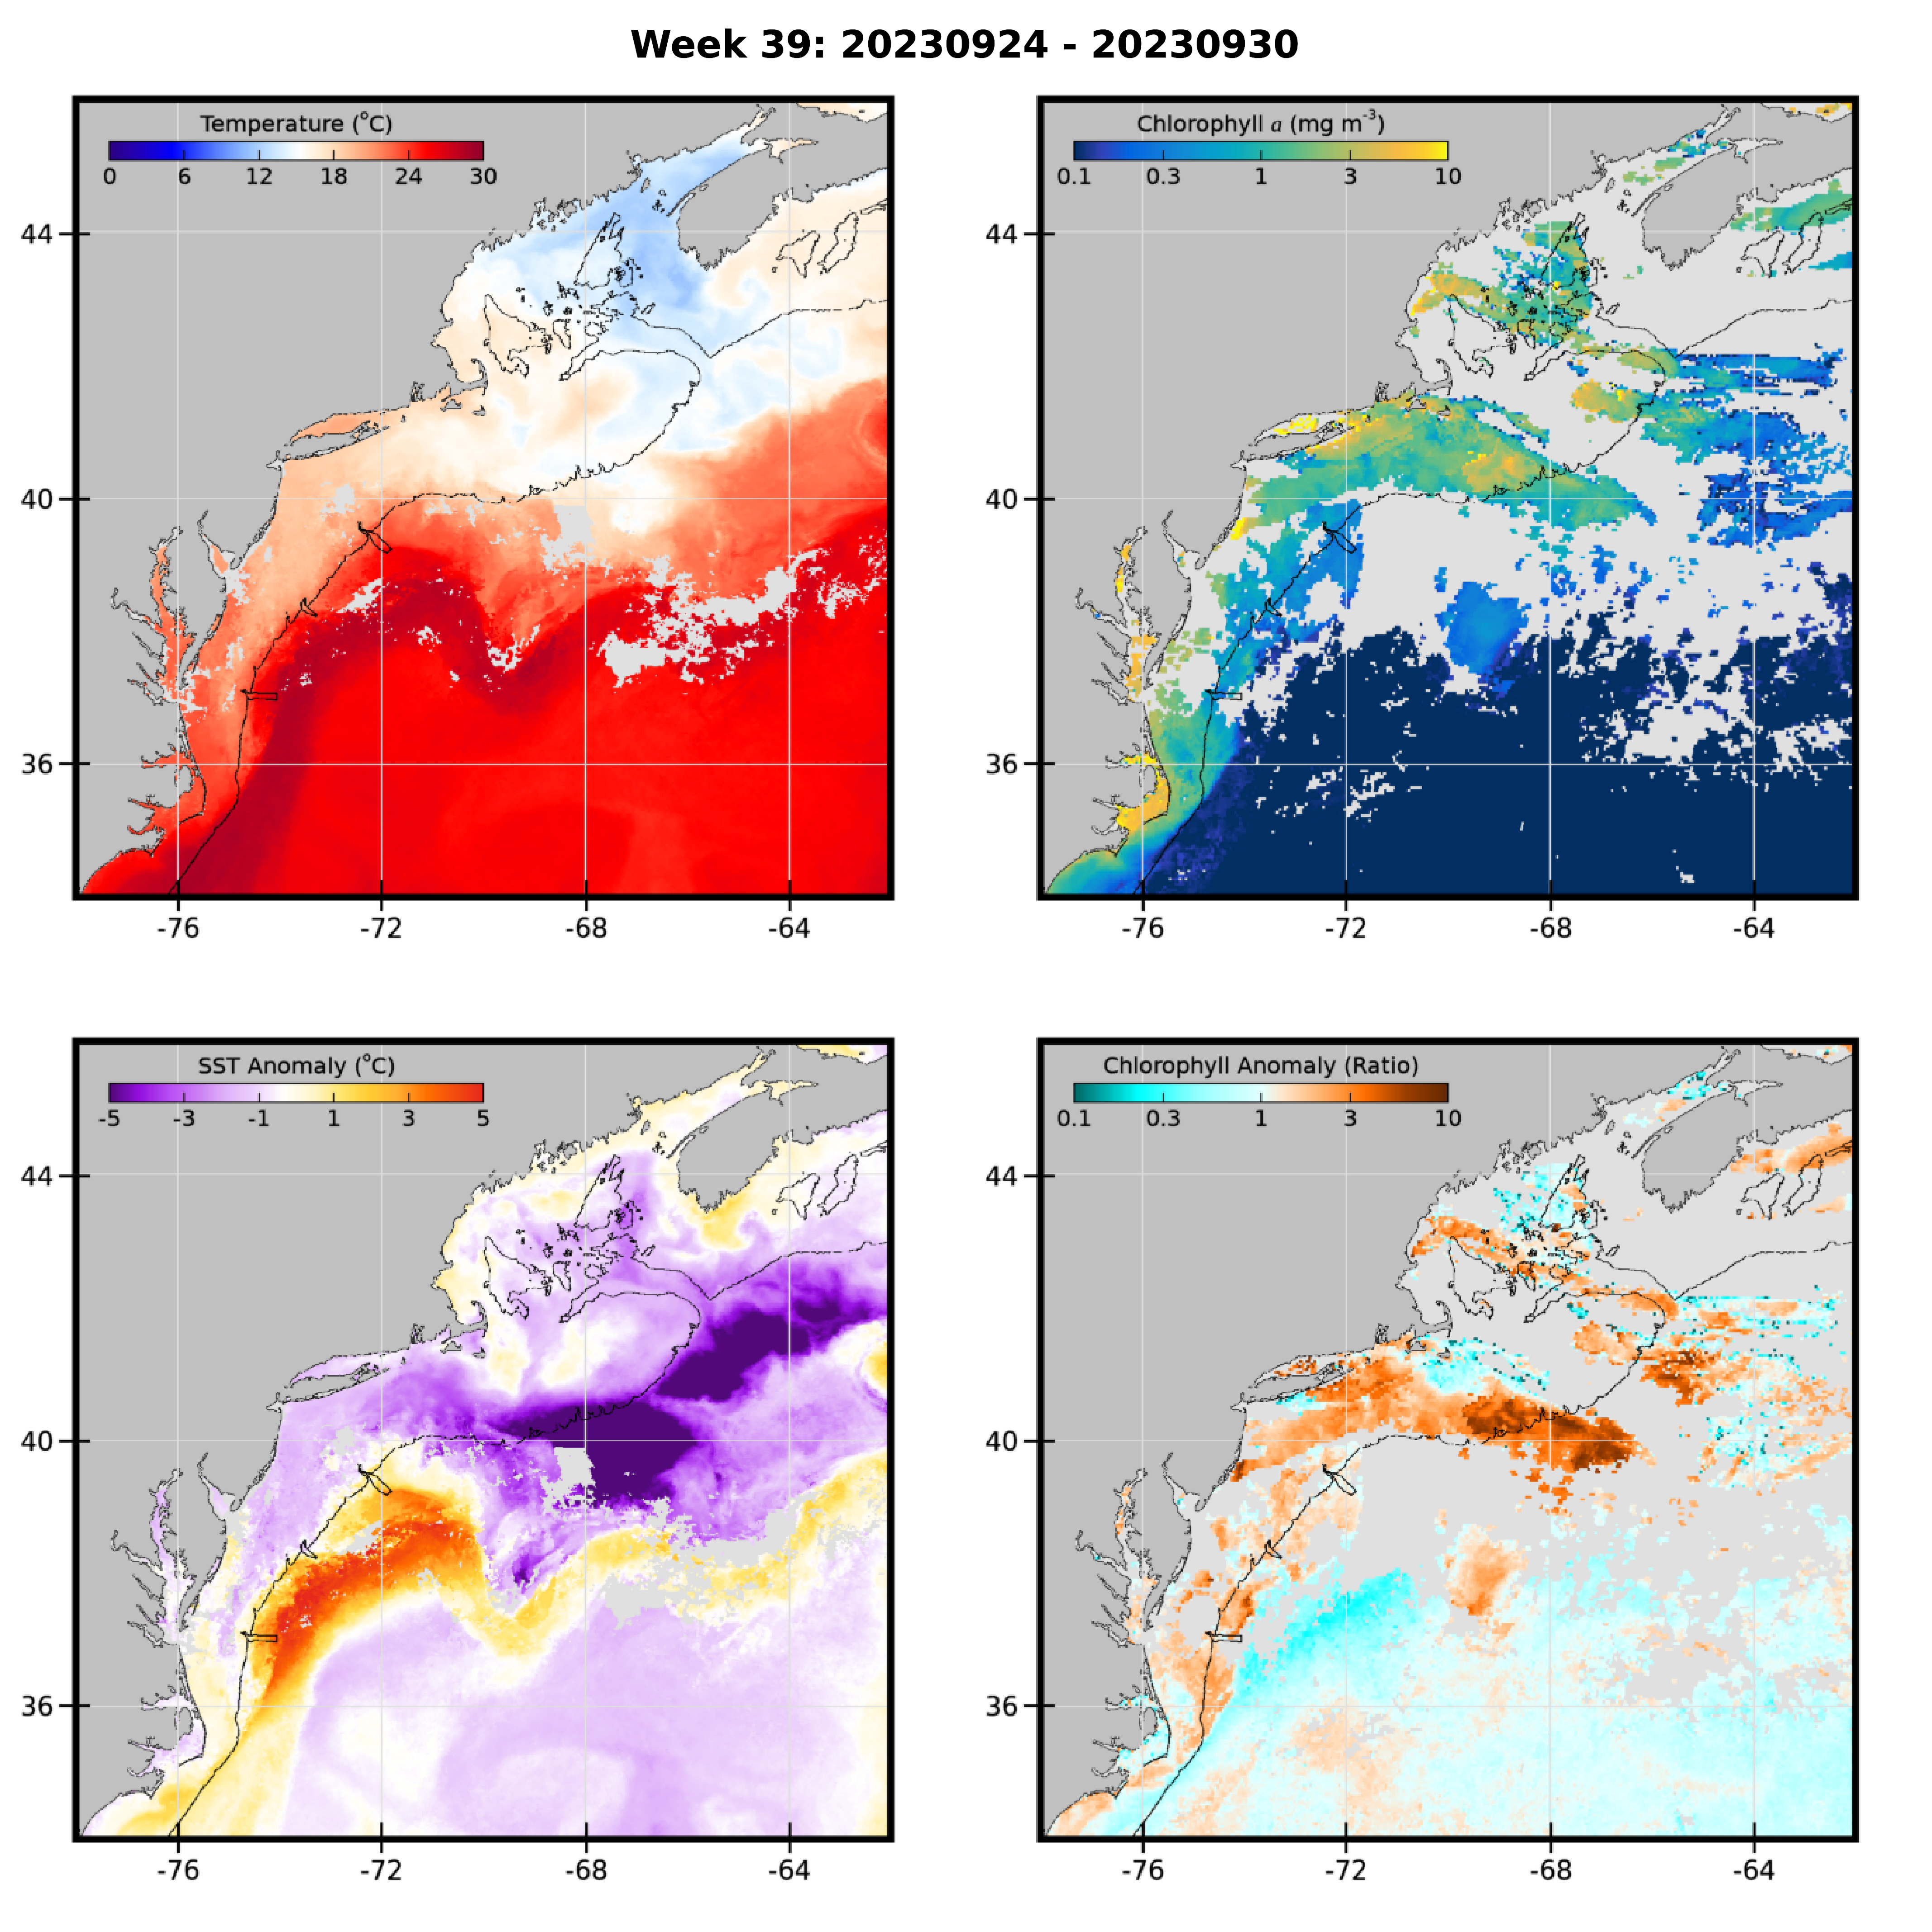 Week 39: 20230924 - 20230930
Temperature (°C)
0 6 12 18 24 30
44
40
36
-76 -72 -68 -64
Chlorophyll a (mg m⁻³)
0.1 0.3 1 3 10
44
40
36
-76 -72 -68 -64
SST Anomaly (°C)
-5 -3 -1 1 3 5
44
40
36
-76 -72 -68 -64
Chlorophyll Anomaly (Ratio)
0.1 0.3 1 3 10
44
40
36
-76 -72 -68 -64